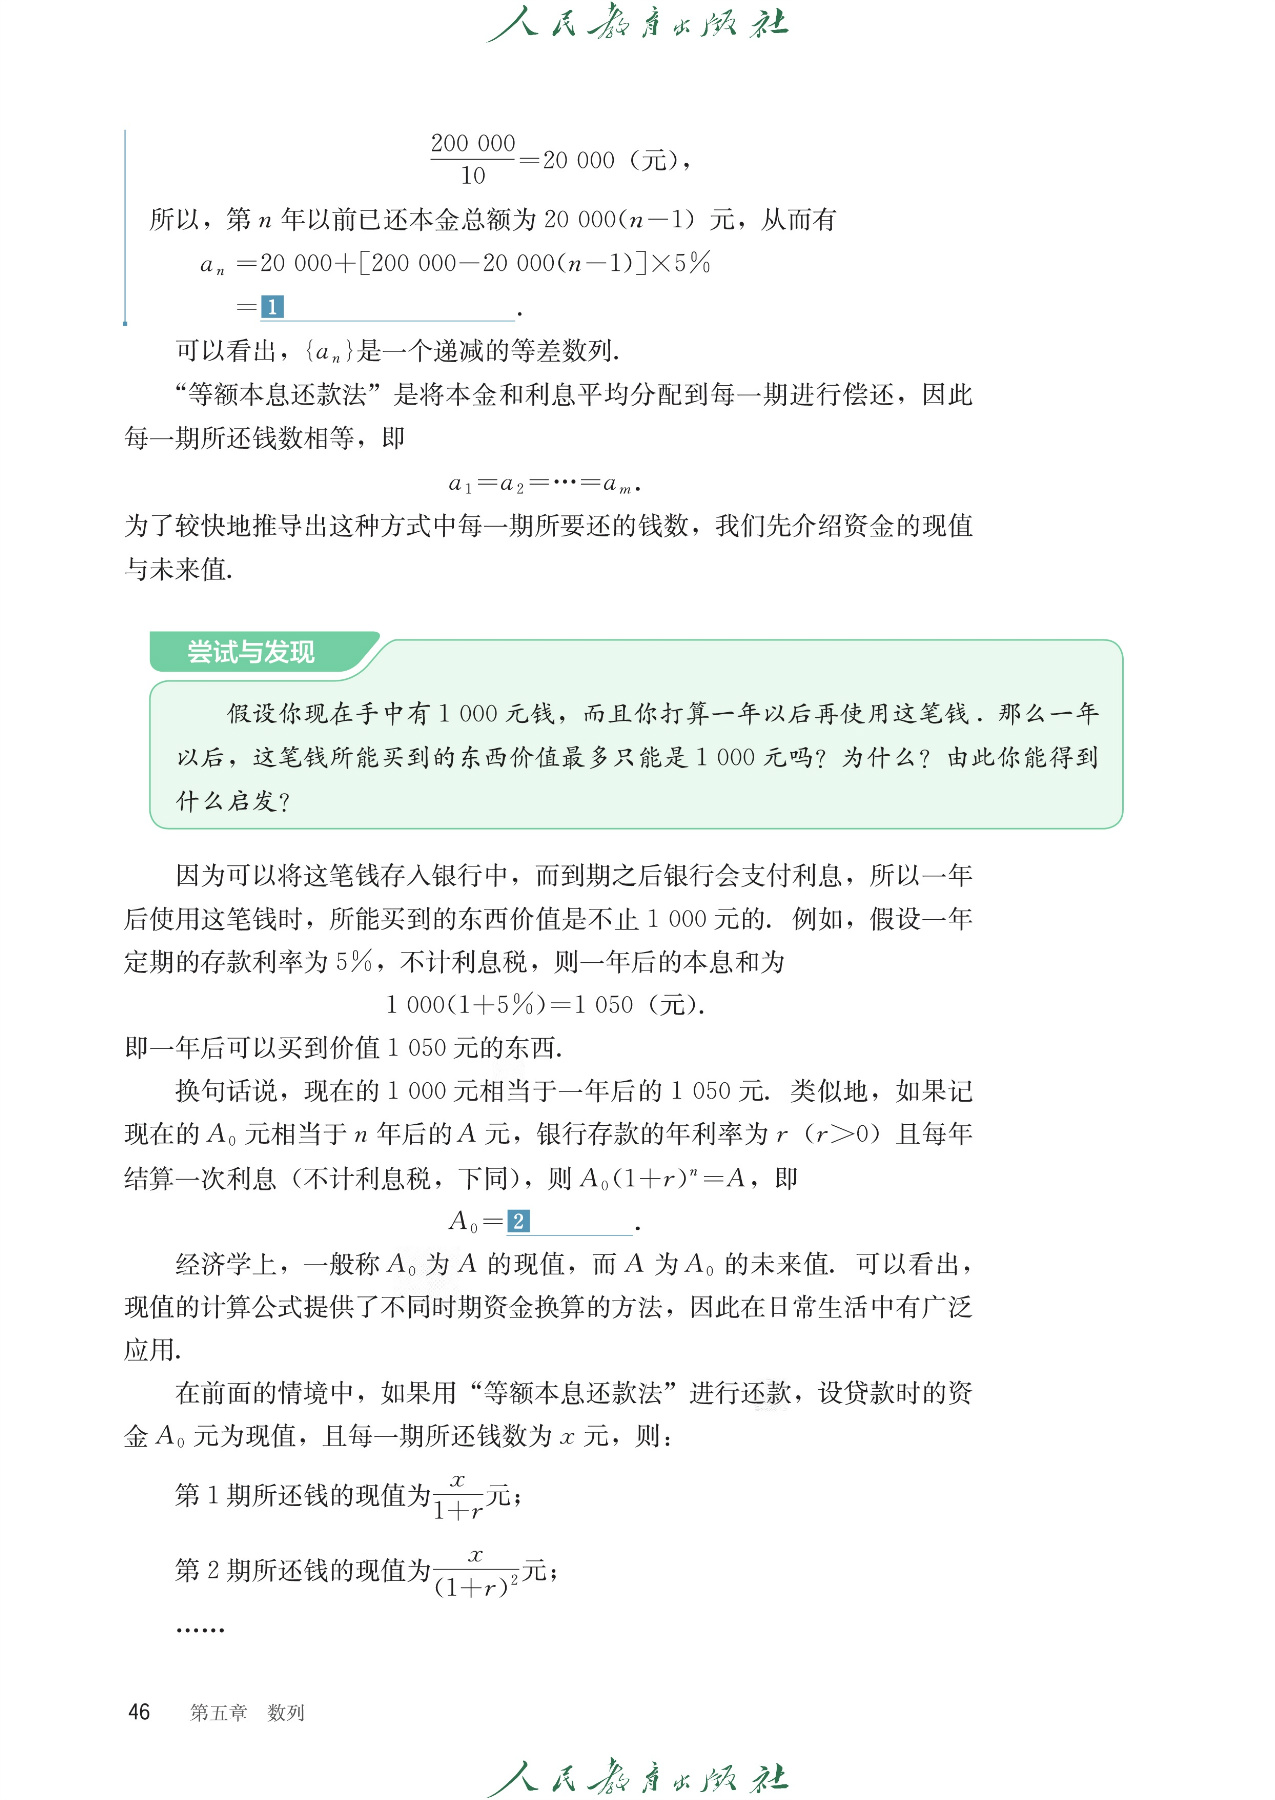 人民教育出版社
200 000/10=20 000（元），
所以，第 n 年以前已还本金总额为 20 000(n－1）元，从而有
aₙ ＝20 000＋[200 000－20 000(n－1)]×5％
＝1 ．
可以看出，{aₙ}是一个递减的等差数列．
“等额本息还款法”是将本金和利息平均分配到每一期进行偿还，因此
每一期所还钱数相等，即
a₁＝a₂＝…＝aₘ．
为了较快地推导出这种方式中每一期所要还的钱数，我们先介绍资金的现值
与未来值．
尝试与发现
假设你现在手中有 1 000 元钱，而且你打算一年以后再使用这笔钱．那么一年
以后，这笔钱所能买到的东西价值最多只能是 1 000 元吗？为什么？由此你能得到
什么启发？
因为可以将这笔钱存入银行中，而到期之后银行会支付利息，所以一年
后使用这笔钱时，所能买到的东西价值是不止 1 000 元的．例如，假设一年
定期的存款利率为 5％，不计利息税，则一年后的本息和为
1 000(1＋5％)＝1 050（元）．
即一年后可以买到价值 1 050 元的东西．
换句话说，现在的 1 000 元相当于一年后的 1 050 元．类似地，如果记
现在的 A₀ 元相当于 n 年后的 A 元，银行存款的年利率为 r（r＞0）且每年
结算一次利息（不计利息税，下同），则 A₀(1＋r)ⁿ＝A，即
A₀＝2 ．
经济学上，一般称 A₀ 为 A 的现值，而 A 为 A₀ 的未来值．可以看出，
现值的计算公式提供了不同时期资金换算的方法，因此在日常生活中有广泛
应用．
在前面的情境中，如果用“等额本息还款法”进行还款，设贷款时的资
金 A₀ 元为现值，且每一期所还钱数为 x 元，则：
第 1 期所还钱的现值为x/(1＋r)元；
第 2 期所还钱的现值为x/(1＋r)²元；
……
46 第五章 数列
人民教育出版社